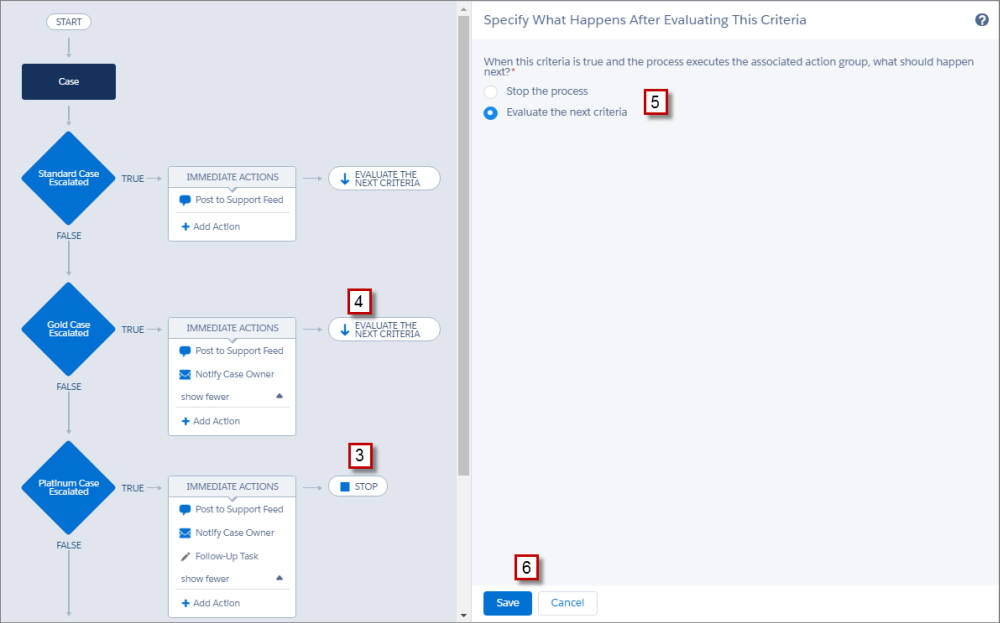 START
Case
Standard Case
Escalated
TRUE
IMMEDIATE ACTIONS
Post to Support Feed
+ Add Action
EVALUATE THE
NEXT CRITERIA
FALSE
4
Gold Case
Escalated
TRUE
IMMEDIATE ACTIONS
Post to Support Feed
Notify Case Owner
show fewer
+ Add Action
EVALUATE THE
NEXT CRITERIA
FALSE
3
Platinum Case
Escalated
TRUE
IMMEDIATE ACTIONS
Post to Support Feed
Notify Case Owner
Follow-Up Task
show fewer
+ Add Action
STOP
FALSE
Specify What Happens After Evaluating This Criteria
?
When this criteria is true and the process executes the associated action group, what should happen
next?*
Stop the process
Evaluate the next criteria
5
6
Save
Cancel